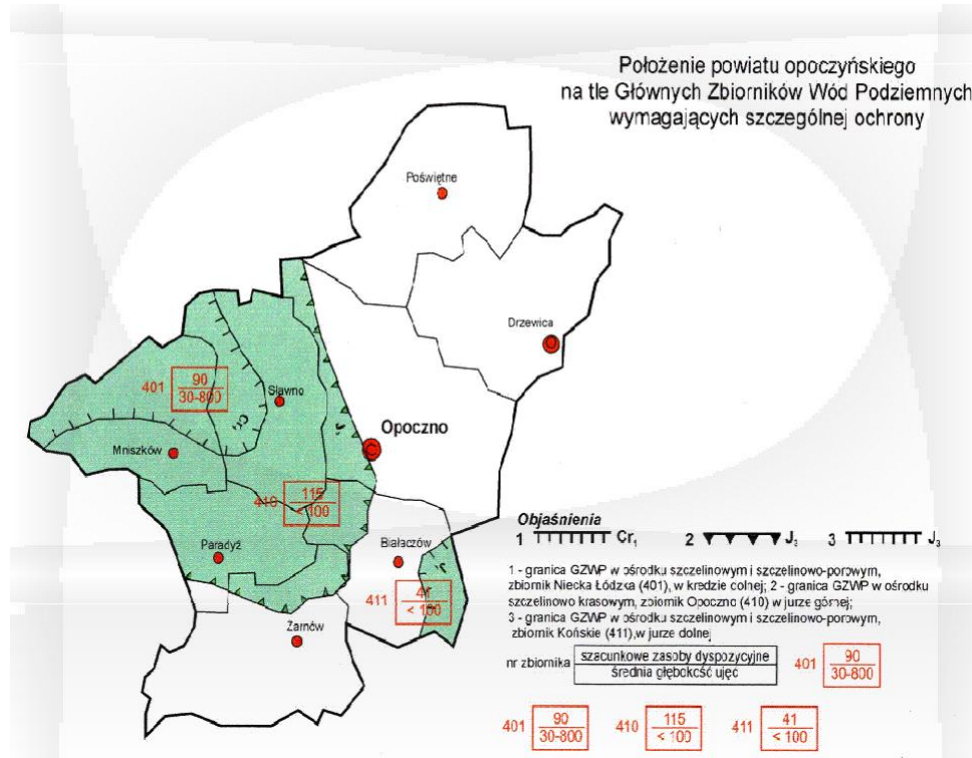 Położenie powiatu opoczyńskiego
na tle Głównych Zbiorników Wód Podziemnych
wymagających szczególnej ochrony
Poświętne
Drzewica
401 90
30-800
Sławno
Cr₁
J₃
Opoczno
Mniszków
410 115
< 100
Paradyż
Białaczów
411 41
< 100
Żarnów
Objaśnienia
1 Cr₁ 2 J₃ 3 J₃
1 - granica GZWP w ośrodku szczelinowym i szczelinowo-porowym,
zbiornik Niecka Łódzka (401), w kredzie dolnej; 2 - granica GZWP w ośrodku
szczelinowo krasowym, zbiornik Opoczno (410) w jurze górnej;
3 - granica GZWP w ośrodku szczelinowym i szczelinowo-porowym,
zbiornik Końskie (411),w jurze dolnej
nr zbiornika szacunkowe zasoby dyspozycyjne 401 90
średnia głębokość ujęć 30-800
401 90 410 115 411 41
30-800 < 100 < 100